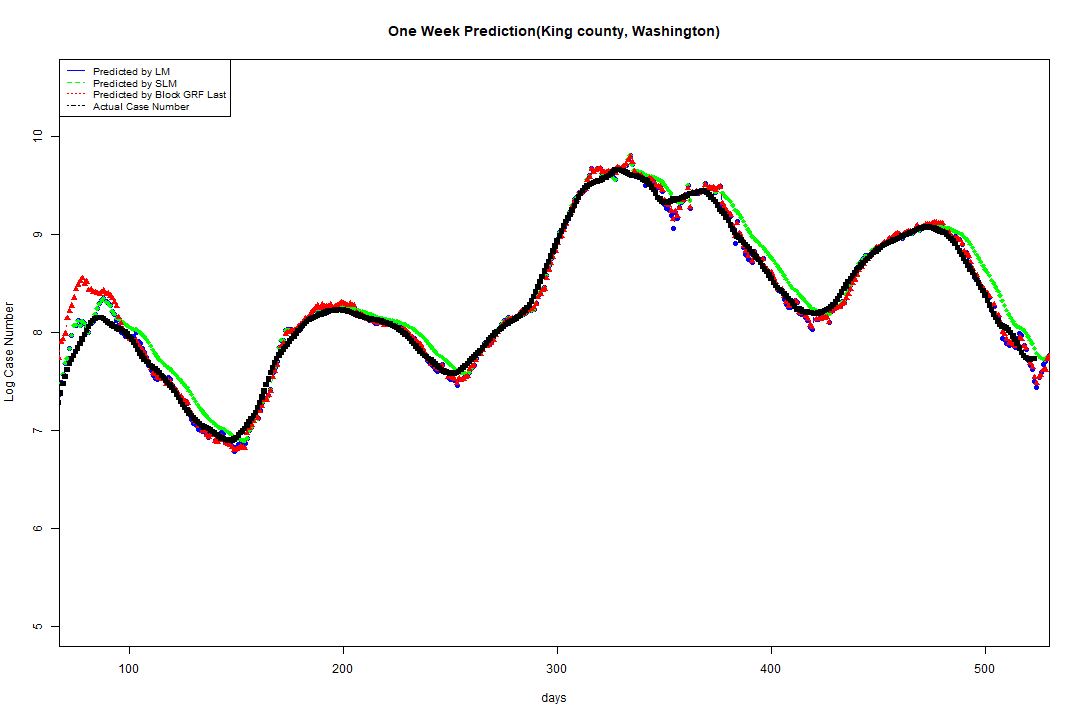 One Week Prediction(King county, Washington)
Predicted by LM
Predicted by SLM
Predicted by Block GRF Last
Actual Case Number
Log Case Number
10
9
8
7
6
5
100 200 300 400 500
days